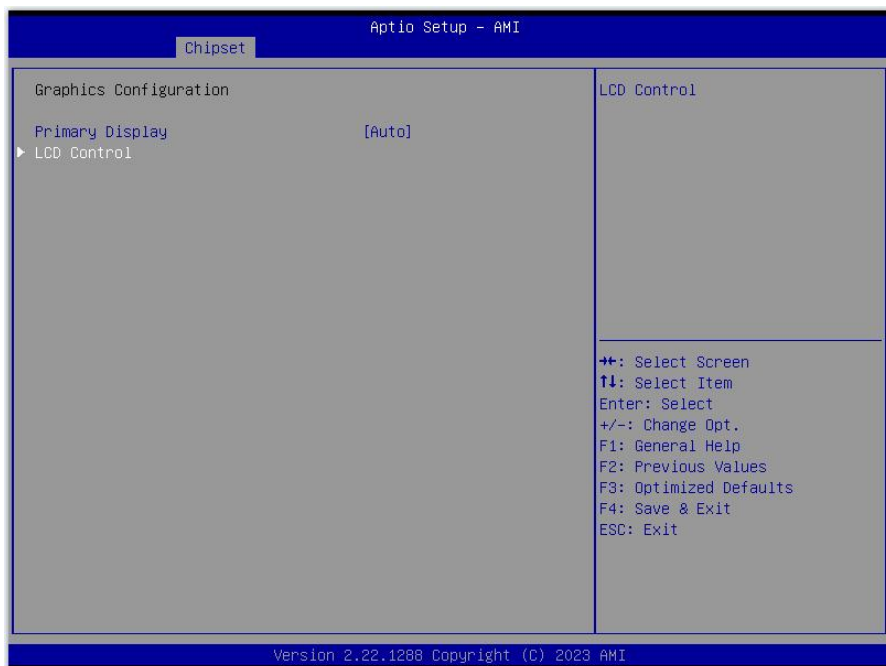 Aptio Setup – AMI
Chipset
Graphics Configuration
Primary Display [Auto]
LCD Control
LCD Control
→←: Select Screen
↑↓: Select Item
Enter: Select
+/-: Change Opt.
F1: General Help
F2: Previous Values
F3: Optimized Defaults
F4: Save & Exit
ESC: Exit
Version 2.22.1288 Copyright (C) 2023 AMI